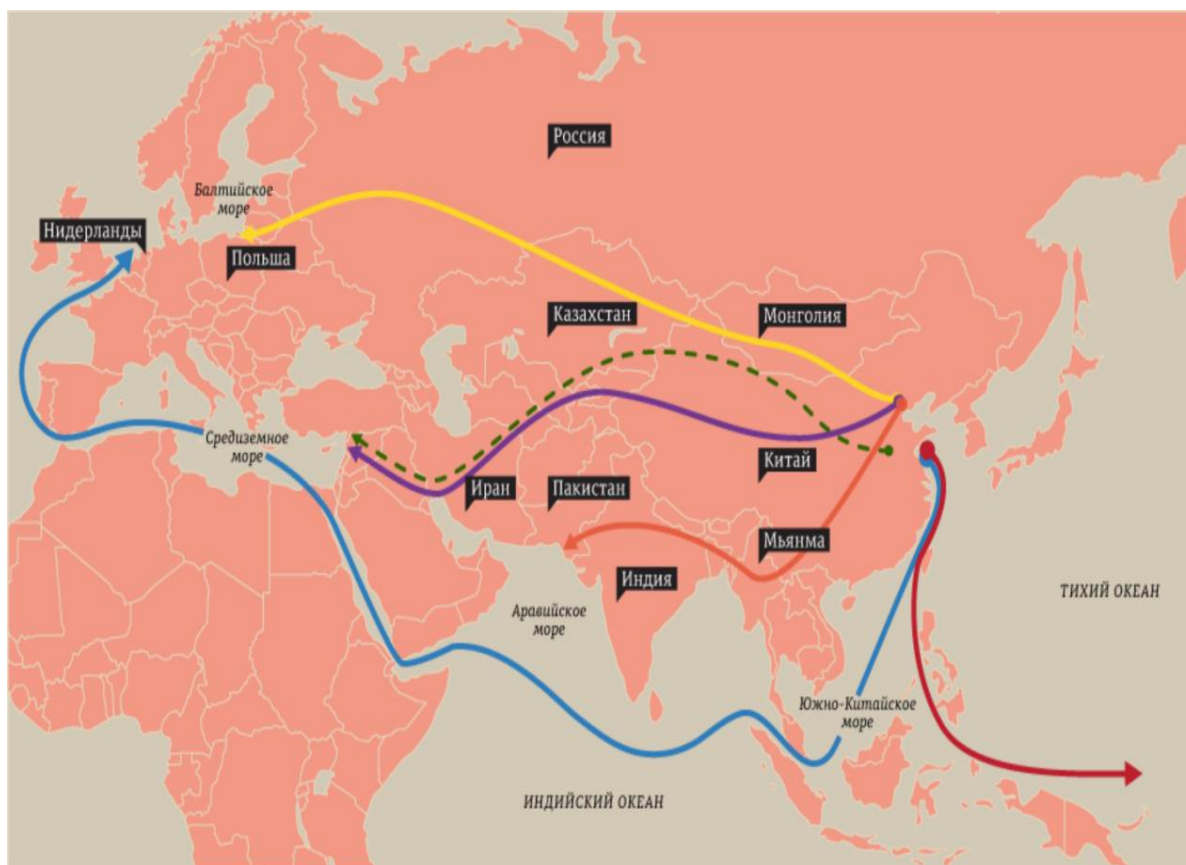 Россия
Балтийское
море
Нидерланды
Польша
Казахстан
Монголия
Средиземное
море
Китай
Иран
Пакистан
Мьянма
Индия
ТИХИЙ ОКЕАН
Аравийское
море
Южно-Китайское
море
ИНДИЙСКИЙ ОКЕАН